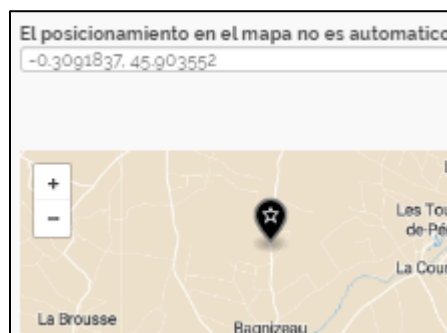 El posicionamiento en el mapa no es automatico
-0.3091837, 45.903552
+
−
Les Tou
de-Pé
La Cour
La Brousse
Bagnizeau